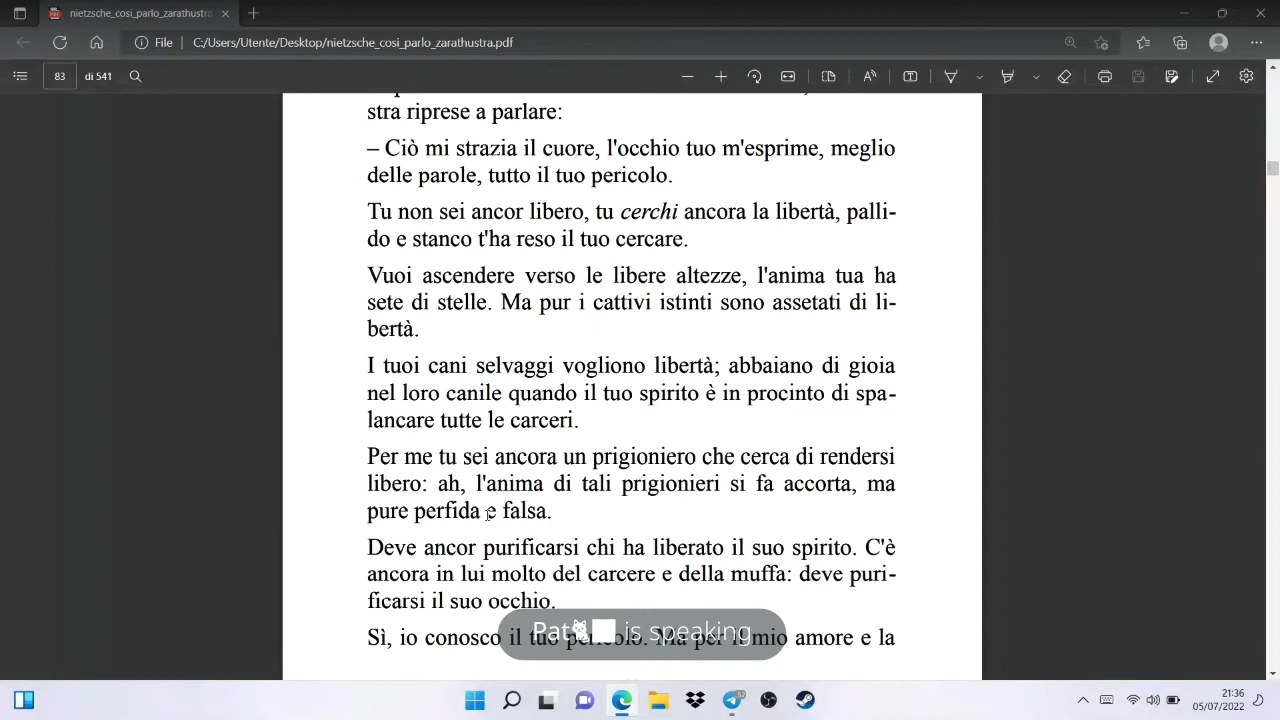 nietzsche_cosi_parlo_zarathustra
File C:/Users/Utente/Desktop/nietzsche_cosi_parlo_zarathustra.pdf
83 di 541
stra riprese a parlare:
– Ciò mi strazia il cuore, l'occhio tuo m'esprime, meglio
delle parole, tutto il tuo pericolo.
Tu non sei ancor libero, tu cerchi ancora la libertà, palli-
do e stanco t'ha reso il tuo cercare.
Vuoi ascendere verso le libere altezze, l'anima tua ha
sete di stelle. Ma pur i cattivi istinti sono assetati di li-
bertà.
I tuoi cani selvaggi vogliono libertà; abbaiano di gioia
nel loro canile quando il tuo spirito è in procinto di spa-
lancare tutte le carceri.
Per me tu sei ancora un prigioniero che cerca di rendersi
libero: ah, l'anima di tali prigionieri si fa accorta, ma
pure perfida e falsa.
Deve ancor purificarsi chi ha liberato il suo spirito. C'è
ancora in lui molto del carcere e della muffa: deve puri-
ficarsi il suo occhio.
Sì, io conosco il tuo pericolo. Ma per il mio amore e la
Pat is speaking
21:36
05/07/2022